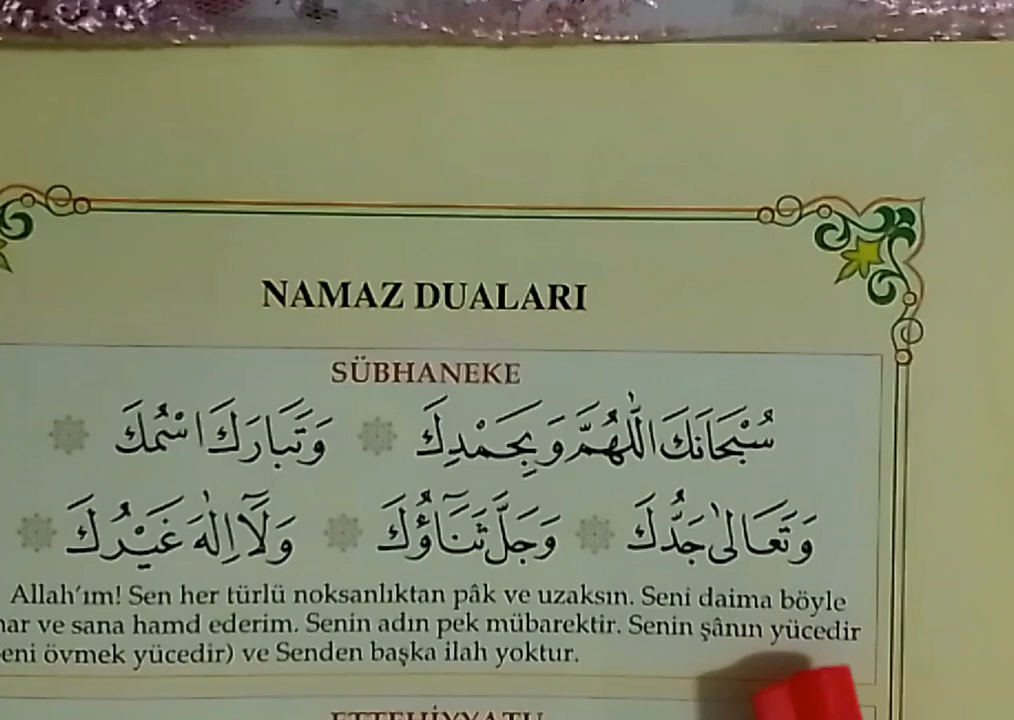 NAMAZ DUALARI
SÜBHANEKE
سُبْحَانَكَ اللّٰهُمَّ وَبِحَمْدِكَ وَتَبَارَكَ اسْمُكَ
وَتَعَالٰى جَدُّكَ وَجَلَّ ثَنَٓاؤُكَ وَلَٓا اِلٰهَ غَيْرُكَ
Allah'ım! Sen her türlü noksanlıktan pâk ve uzaksın. Seni daima böyle
ve sana hamd ederim. Senin adın pek mübarektir. Senin şânın yücedir
övmek yücedir) ve Senden başka ilah yoktur.
ETTEHİYYATU